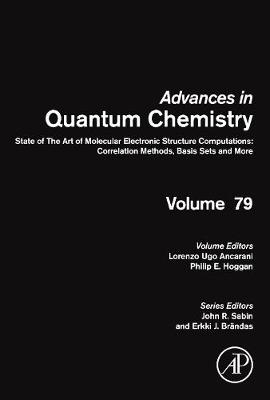 Advances in
Quantum Chemistry
State of The Art of Molecular Electronic Structure Computations:
Correlation Methods, Basis Sets and More
Volume 79
Volume Editors
Lorenzo Ugo Ancarani
Philip E. Hoggan
Series Editors
John R. Sabin
and Erkki J. Brändas
AP